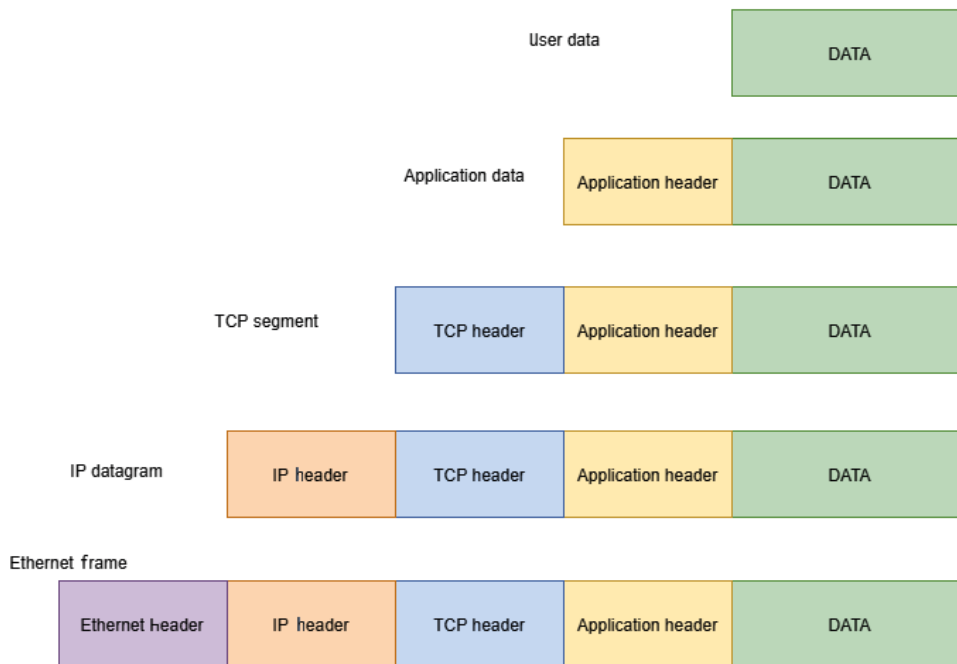 User data
DATA
Application data
Application header
DATA
TCP segment
TCP header
Application header
DATA
IP datagram
IP header
TCP header
Application header
DATA
Ethernet frame
Ethernet Header
IP header
TCP header
Application header
DATA